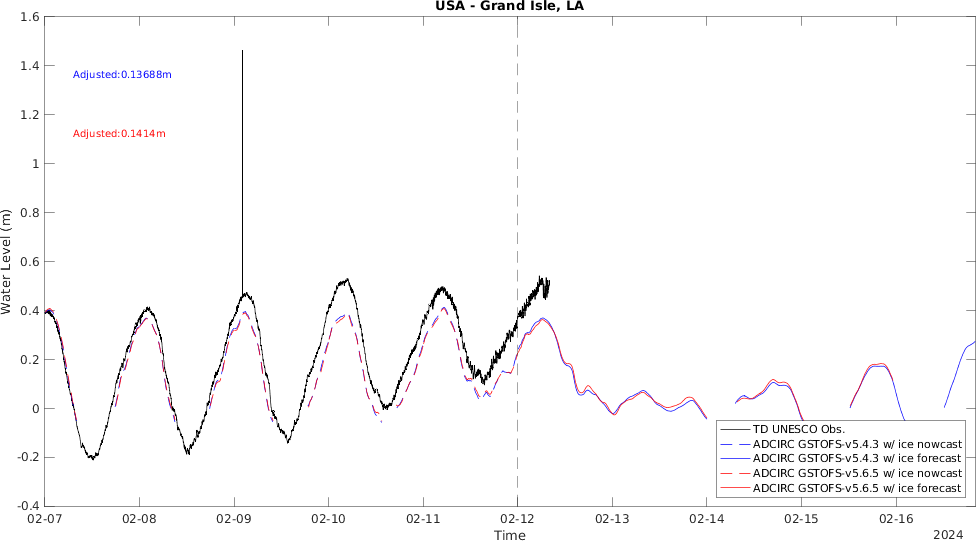 USA - Grand Isle, LA
1.6
1.4
1.2
1
0.8
0.6
0.4
0.2
0
-0.2
-0.4
Water Level (m)
Adjusted:0.13688m
Adjusted:0.1414m
TD UNESCO Obs.
ADCIRC GSTOFS-v5.4.3 w/ ice nowcast
ADCIRC GSTOFS-v5.4.3 w/ ice forecast
ADCIRC GSTOFS-v5.6.5 w/ ice nowcast
ADCIRC GSTOFS-v5.6.5 w/ ice forecast
02-07 02-08 02-09 02-10 02-11 02-12 02-13 02-14 02-15 02-16
Time
2024